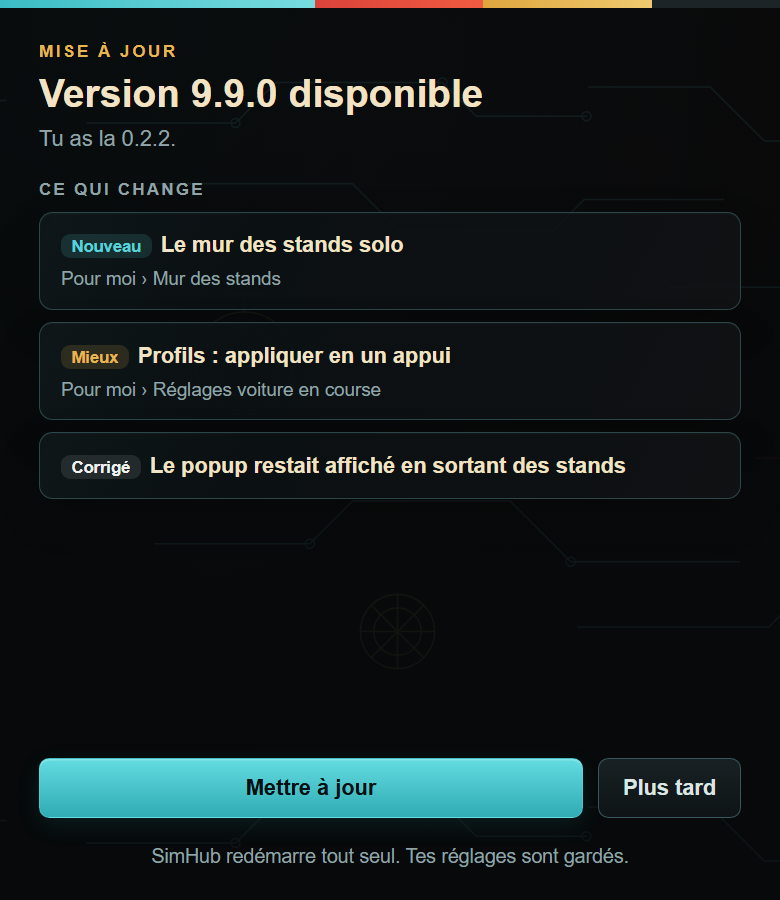 MISE À JOUR
Version 9.9.0 disponible
Tu as la 0.2.2.
CE QUI CHANGE
Nouveau Le mur des stands solo
Pour moi › Mur des stands
Mieux Profils : appliquer en un appui
Pour moi › Réglages voiture en course
Corrigé Le popup restait affiché en sortant des stands
Mettre à jour
Plus tard
SimHub redémarre tout seul. Tes réglages sont gardés.